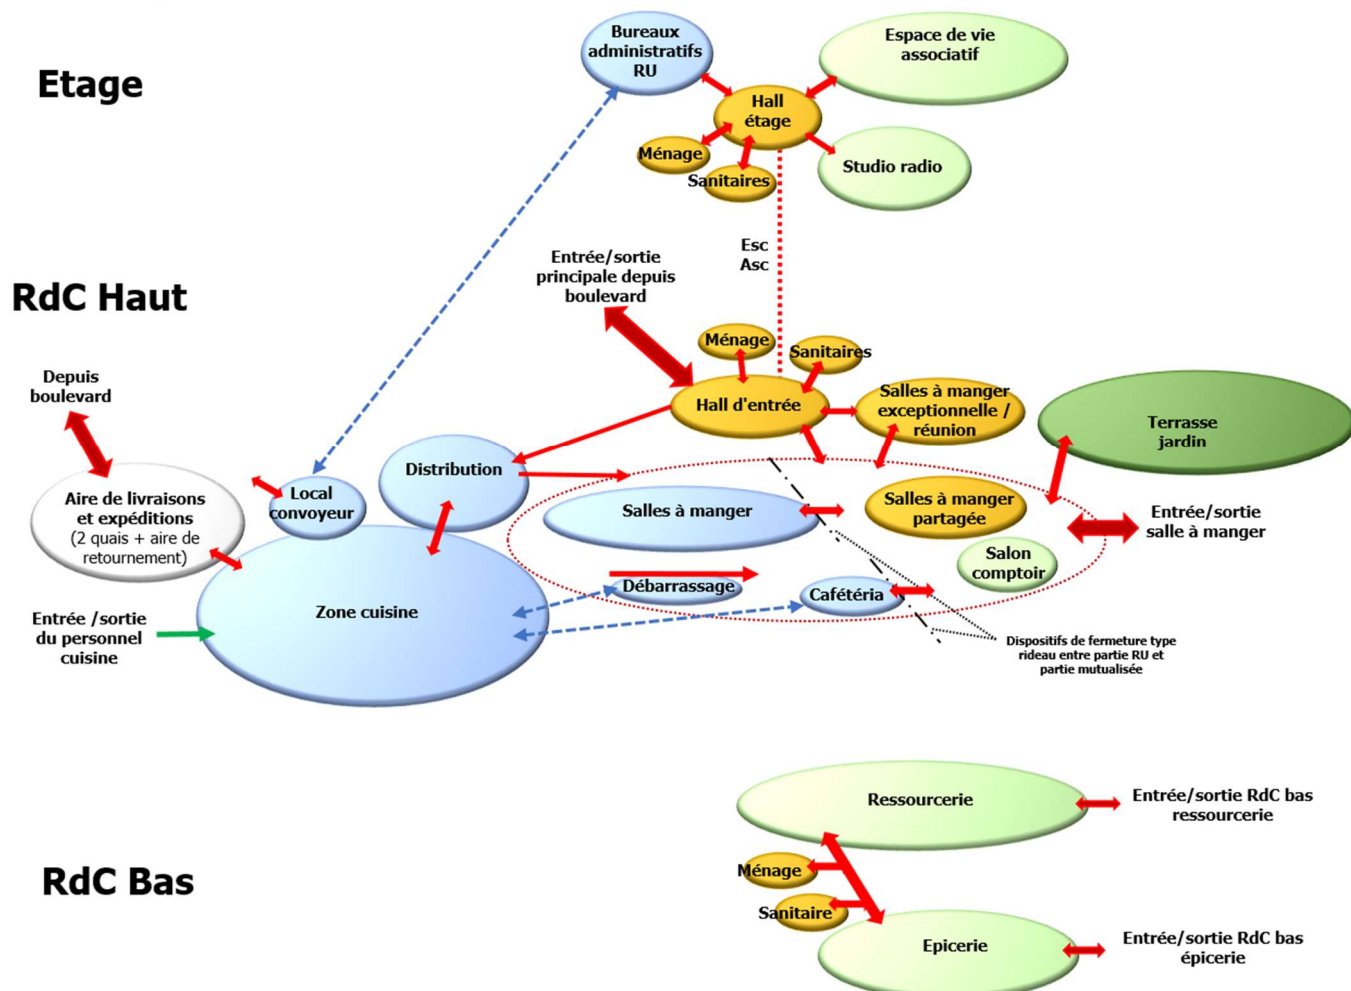 Etage
Bureaux
administratifs
RU
Espace de vie
associatif
Hall
étage
Ménage
Sanitaires
Studio radio
Esc
Asc
RdC Haut
Entrée/sortie
principale depuis
boulevard
Ménage
Sanitaires
Depuis
boulevard
Hall d'entrée
Salles à manger
exceptionnelle /
réunion
Terrasse
jardin
Distribution
Local
convoyeur
Aire de livraisons
et expéditions
(2 quais + aire de
retournement)
Salles à manger
Salles à manger
partagée
Entrée/sortie
salle à manger
Salon
comptoir
Débarrassage
Cafétéria
Zone cuisine
Entrée /sortie
du personnel
cuisine
Dispositifs de fermeture type
rideau entre partie RU et
partie mutualisée
RdC Bas
Ressourcerie
Entrée/sortie RdC bas
ressourcerie
Ménage
Sanitaire
Epicerie
Entrée/sortie RdC bas
épicerie